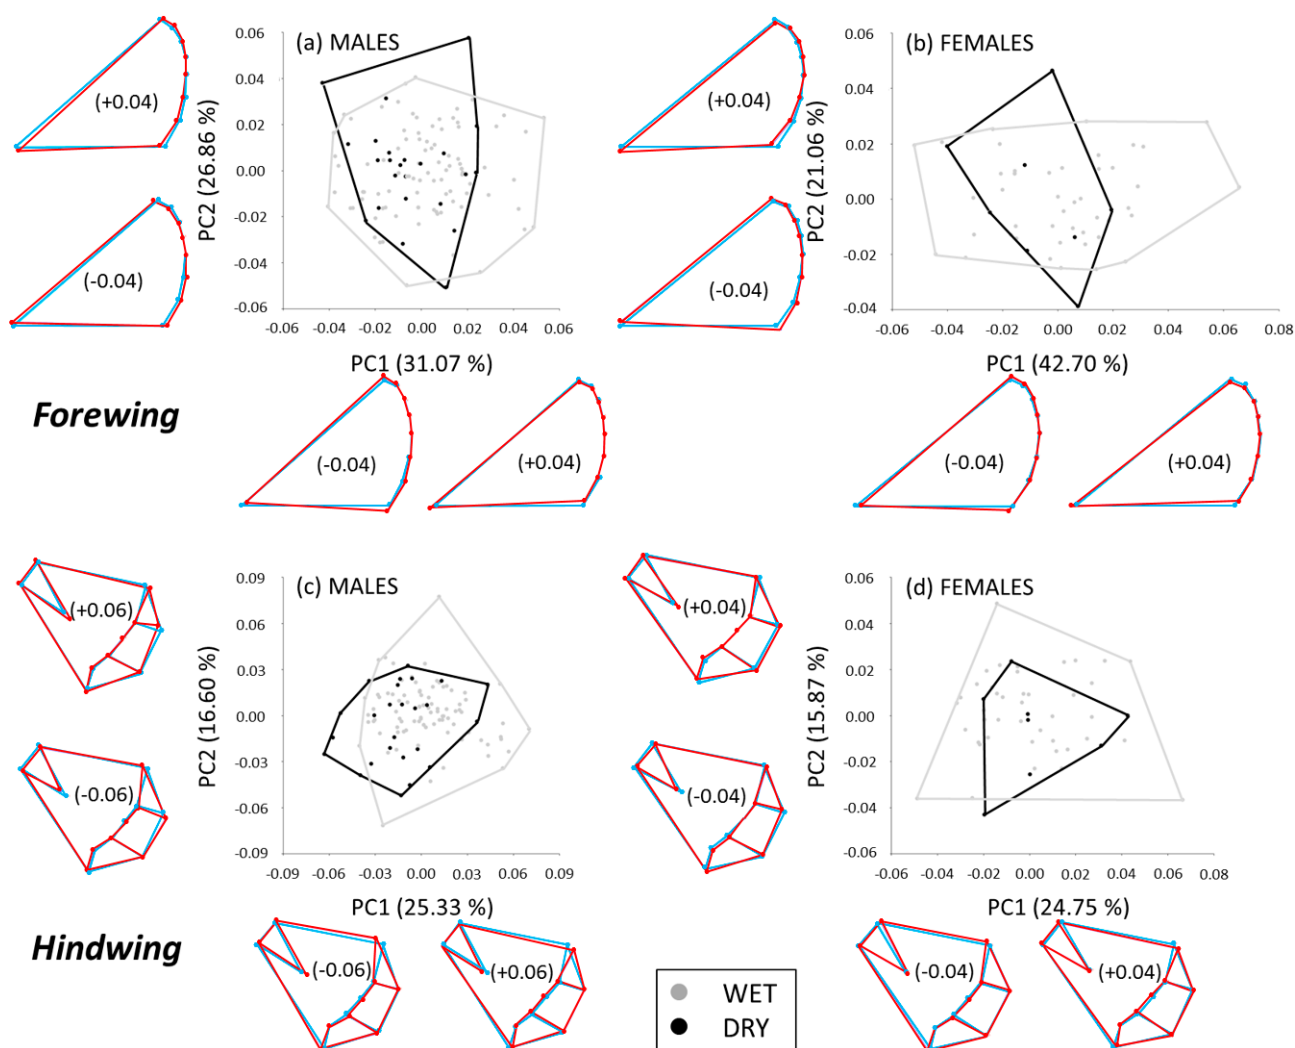 (a) MALES
(+0.04)
(-0.04)
PC2 (26.86 %)
0.06
0.04
0.02
0.00
-0.02
-0.04
-0.06
-0.06 -0.04 -0.02 0.00 0.02 0.04 0.06
PC1 (31.07 %)
(-0.04)
(+0.04)
(b) FEMALES
(+0.04)
(-0.04)
PC2 (21.06 %)
0.06
0.04
0.02
0.00
-0.02
-0.04
-0.06 -0.04 -0.02 0.00 0.02 0.04 0.06 0.08
PC1 (42.70 %)
(-0.04)
(+0.04)
Forewing
(c) MALES
(+0.06)
(-0.06)
PC2 (16.60 %)
0.09
0.06
0.03
0.00
-0.03
-0.06
-0.09
-0.09 -0.06 -0.03 0.00 0.03 0.06 0.09
PC1 (25.33 %)
(-0.06)
(+0.06)
(d) FEMALES
(+0.04)
(-0.04)
PC2 (15.87 %)
0.06
0.04
0.02
0.00
-0.02
-0.04
-0.06
-0.06 -0.04 -0.02 0.00 0.02 0.04 0.06 0.08
PC1 (24.75 %)
(-0.04)
(+0.04)
Hindwing
WET
DRY